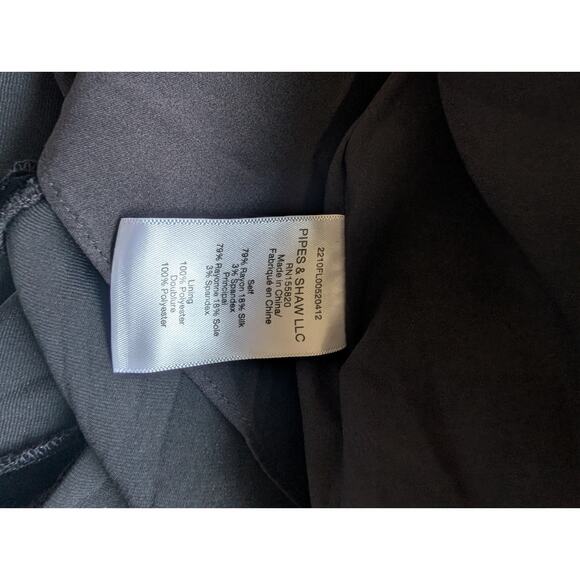 2210FL00520412
PIPES & SHAW LLC
RN155820
Made in China/
Fabriqué en Chine
Self
79% Rayon 18% Silk
3% Spandex
Principal
79% Rayonne 18% Soie
3% Spandex
Lining
100% Polyester
Doublure
100% Polyester